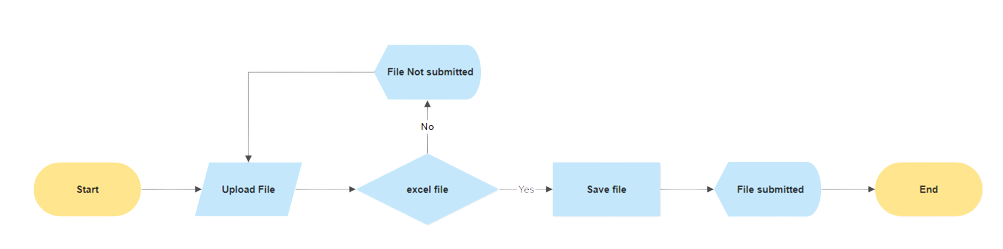 File Not submitted
No
Start
Upload File
excel file
Yes
Save file
File submitted
End